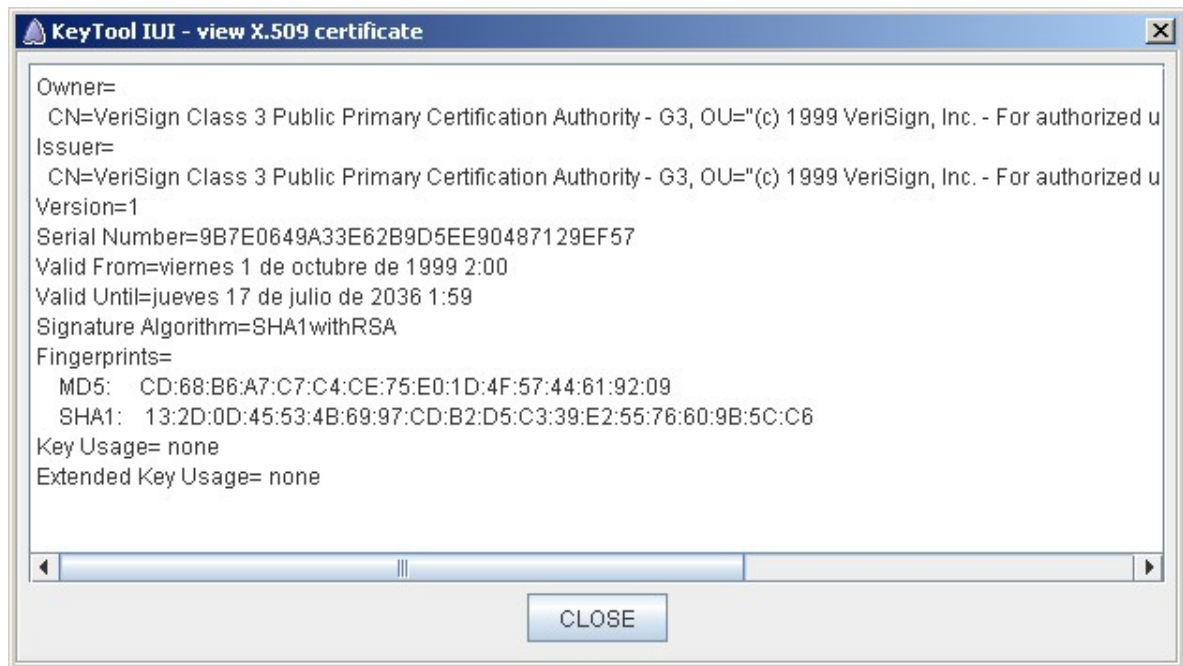 KeyTool IUI - view X.509 certificate
Owner=
CN=VeriSign Class 3 Public Primary Certification Authority - G3, OU="(c) 1999 VeriSign, Inc. - For authorized u
Issuer=
CN=VeriSign Class 3 Public Primary Certification Authority - G3, OU="(c) 1999 VeriSign, Inc. - For authorized u
Version=1
Serial Number=9B7E0649A33E62B9D5EE90487129EF57
Valid From=viernes 1 de octubre de 1999 2:00
Valid Until=jueves 17 de julio de 2036 1:59
Signature Algorithm=SHA1withRSA
Fingerprints=
MD5: CD:68:B6:A7:C7:C4:CE:75:E0:1D:4F:57:44:61:92:09
SHA1: 13:2D:0D:45:53:4B:69:97:CD:B2:D5:C3:39:E2:55:76:60:9B:5C:C6
Key Usage= none
Extended Key Usage= none
CLOSE